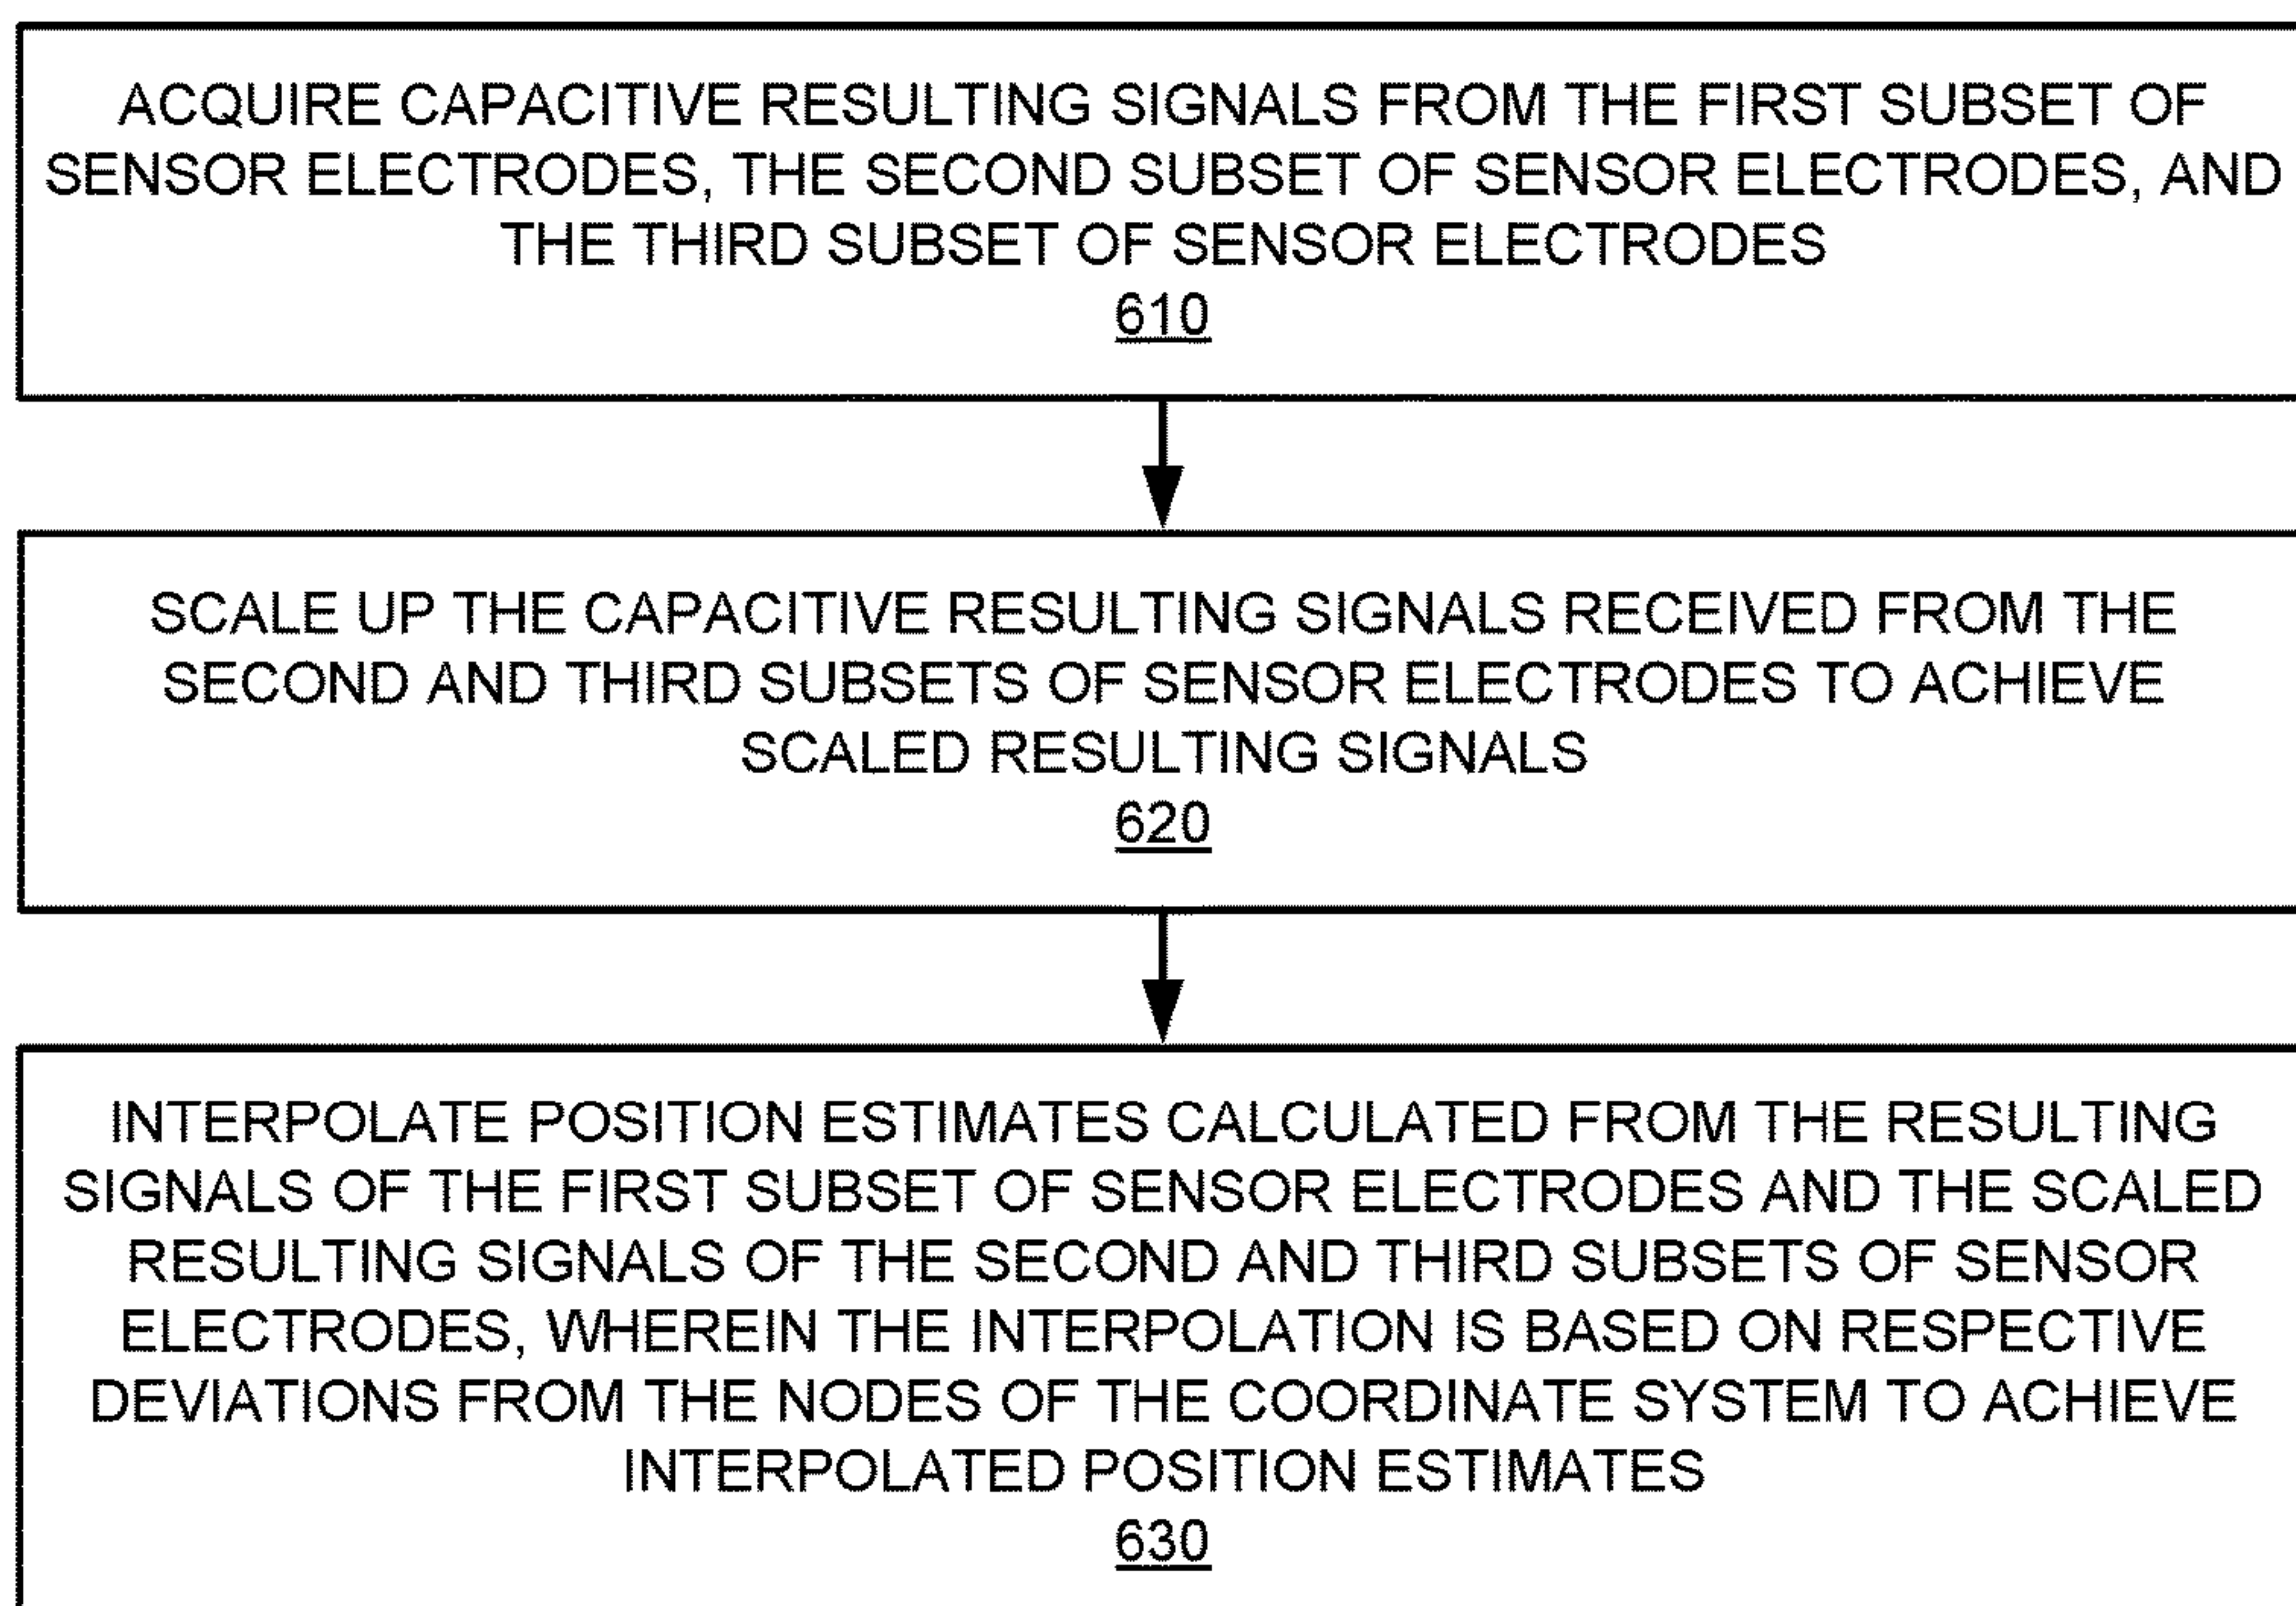 ACQUIRE CAPACITIVE RESULTING SIGNALS FROM THE FIRST SUBSET OF
SENSOR ELECTRODES, THE SECOND SUBSET OF SENSOR ELECTRODES, AND
THE THIRD SUBSET OF SENSOR ELECTRODES
610
SCALE UP THE CAPACITIVE RESULTING SIGNALS RECEIVED FROM THE
SECOND AND THIRD SUBSETS OF SENSOR ELECTRODES TO ACHIEVE
SCALED RESULTING SIGNALS
620
INTERPOLATE POSITION ESTIMATES CALCULATED FROM THE RESULTING
SIGNALS OF THE FIRST SUBSET OF SENSOR ELECTRODES AND THE SCALED
RESULTING SIGNALS OF THE SECOND AND THIRD SUBSETS OF SENSOR
ELECTRODES, WHEREIN THE INTERPOLATION IS BASED ON RESPECTIVE
DEVIATIONS FROM THE NODES OF THE COORDINATE SYSTEM TO ACHIEVE
INTERPOLATED POSITION ESTIMATES
630